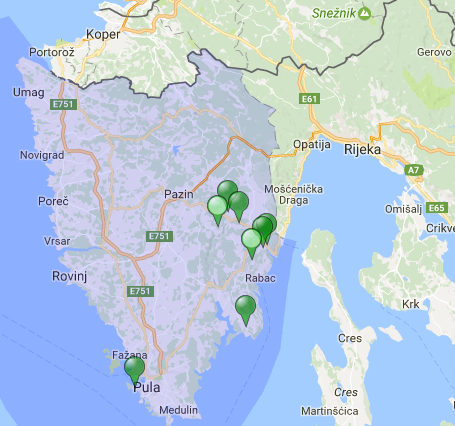 Snežnik
Koper
Portorož
Gerovo
Umag
E751
E61
Opatija
Rijeka
Novigrad
A7
Pazin
Mošćenička
Draga
Poreč
Omišalj
E65
Crikve
Vrsar
E751
Rovinj
Rabac
E751
Krk
Cres
Fažana
Pula
Cres
Medulin
Martinšćica